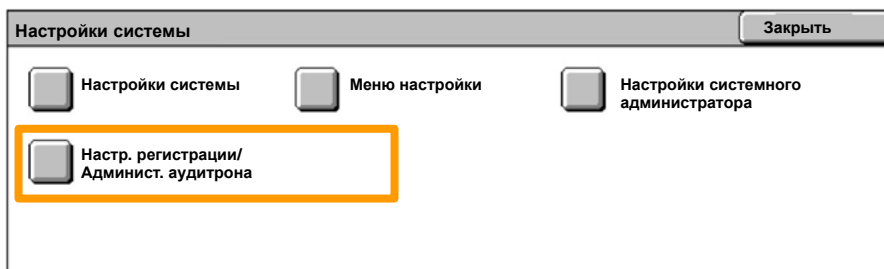 Настройки системы
Закрыть
Настройки системы
Меню настройки
Настройки системного
администратора
Настр. регистрации/
Админист. аудитрона